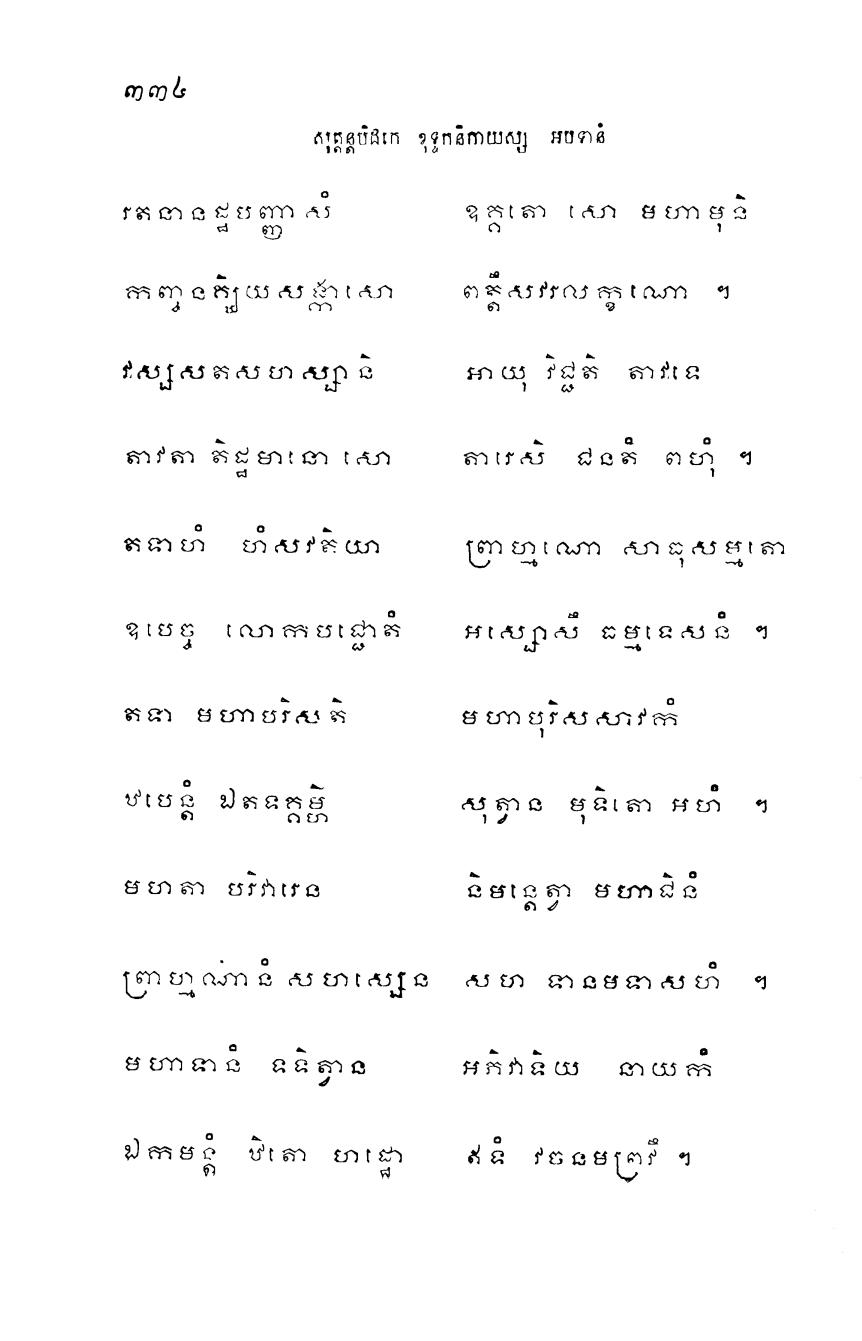 ៣៣៤
សុត្តន្តបិដកេ ខុទ្ទកនិកាយស្ស អបទានំ
រតនានដ្ឋបញ្ញាសំ ឧគ្គតោ សោ មហាមុនិ
កញ្ចនគ្ឃិយសង្កាសោ ពត្តឹសវរលក្ខណោ ។
វស្សសតសហស្សានិ អាយុ វិជ្ជតិ តាវទេ
តាវតា តិដ្ឋមានោ សោ តារេសិ ជនតំ ពហុំ ។
តទាហំ ហំសវតិយា ព្រាហ្មណោ សាធុសម្មតោ
ឧបេច្ច លោកបជ្ជោតំ អស្សោសឹ ធម្មទេសនំ ។
តទា មហាបរិសតិ មហាបុរិសសាវកំ
ឋបេន្តំ ឯតទគ្គម្ហិ សុត្វាន មុទិតោ អហំ ។
មហតា បរិវារេន និមន្តេត្វា មហាជិនំ
ព្រាហ្មណានំ សហស្សេន សហ ទានមទាសហំ ។
មហាទានំ ទទិត្វាន អភិវាទិយ នាយកំ
ឯកមន្តំ ឋិតោ ហដ្ឋោ ឥទំ វចនមព្រវឹ ។